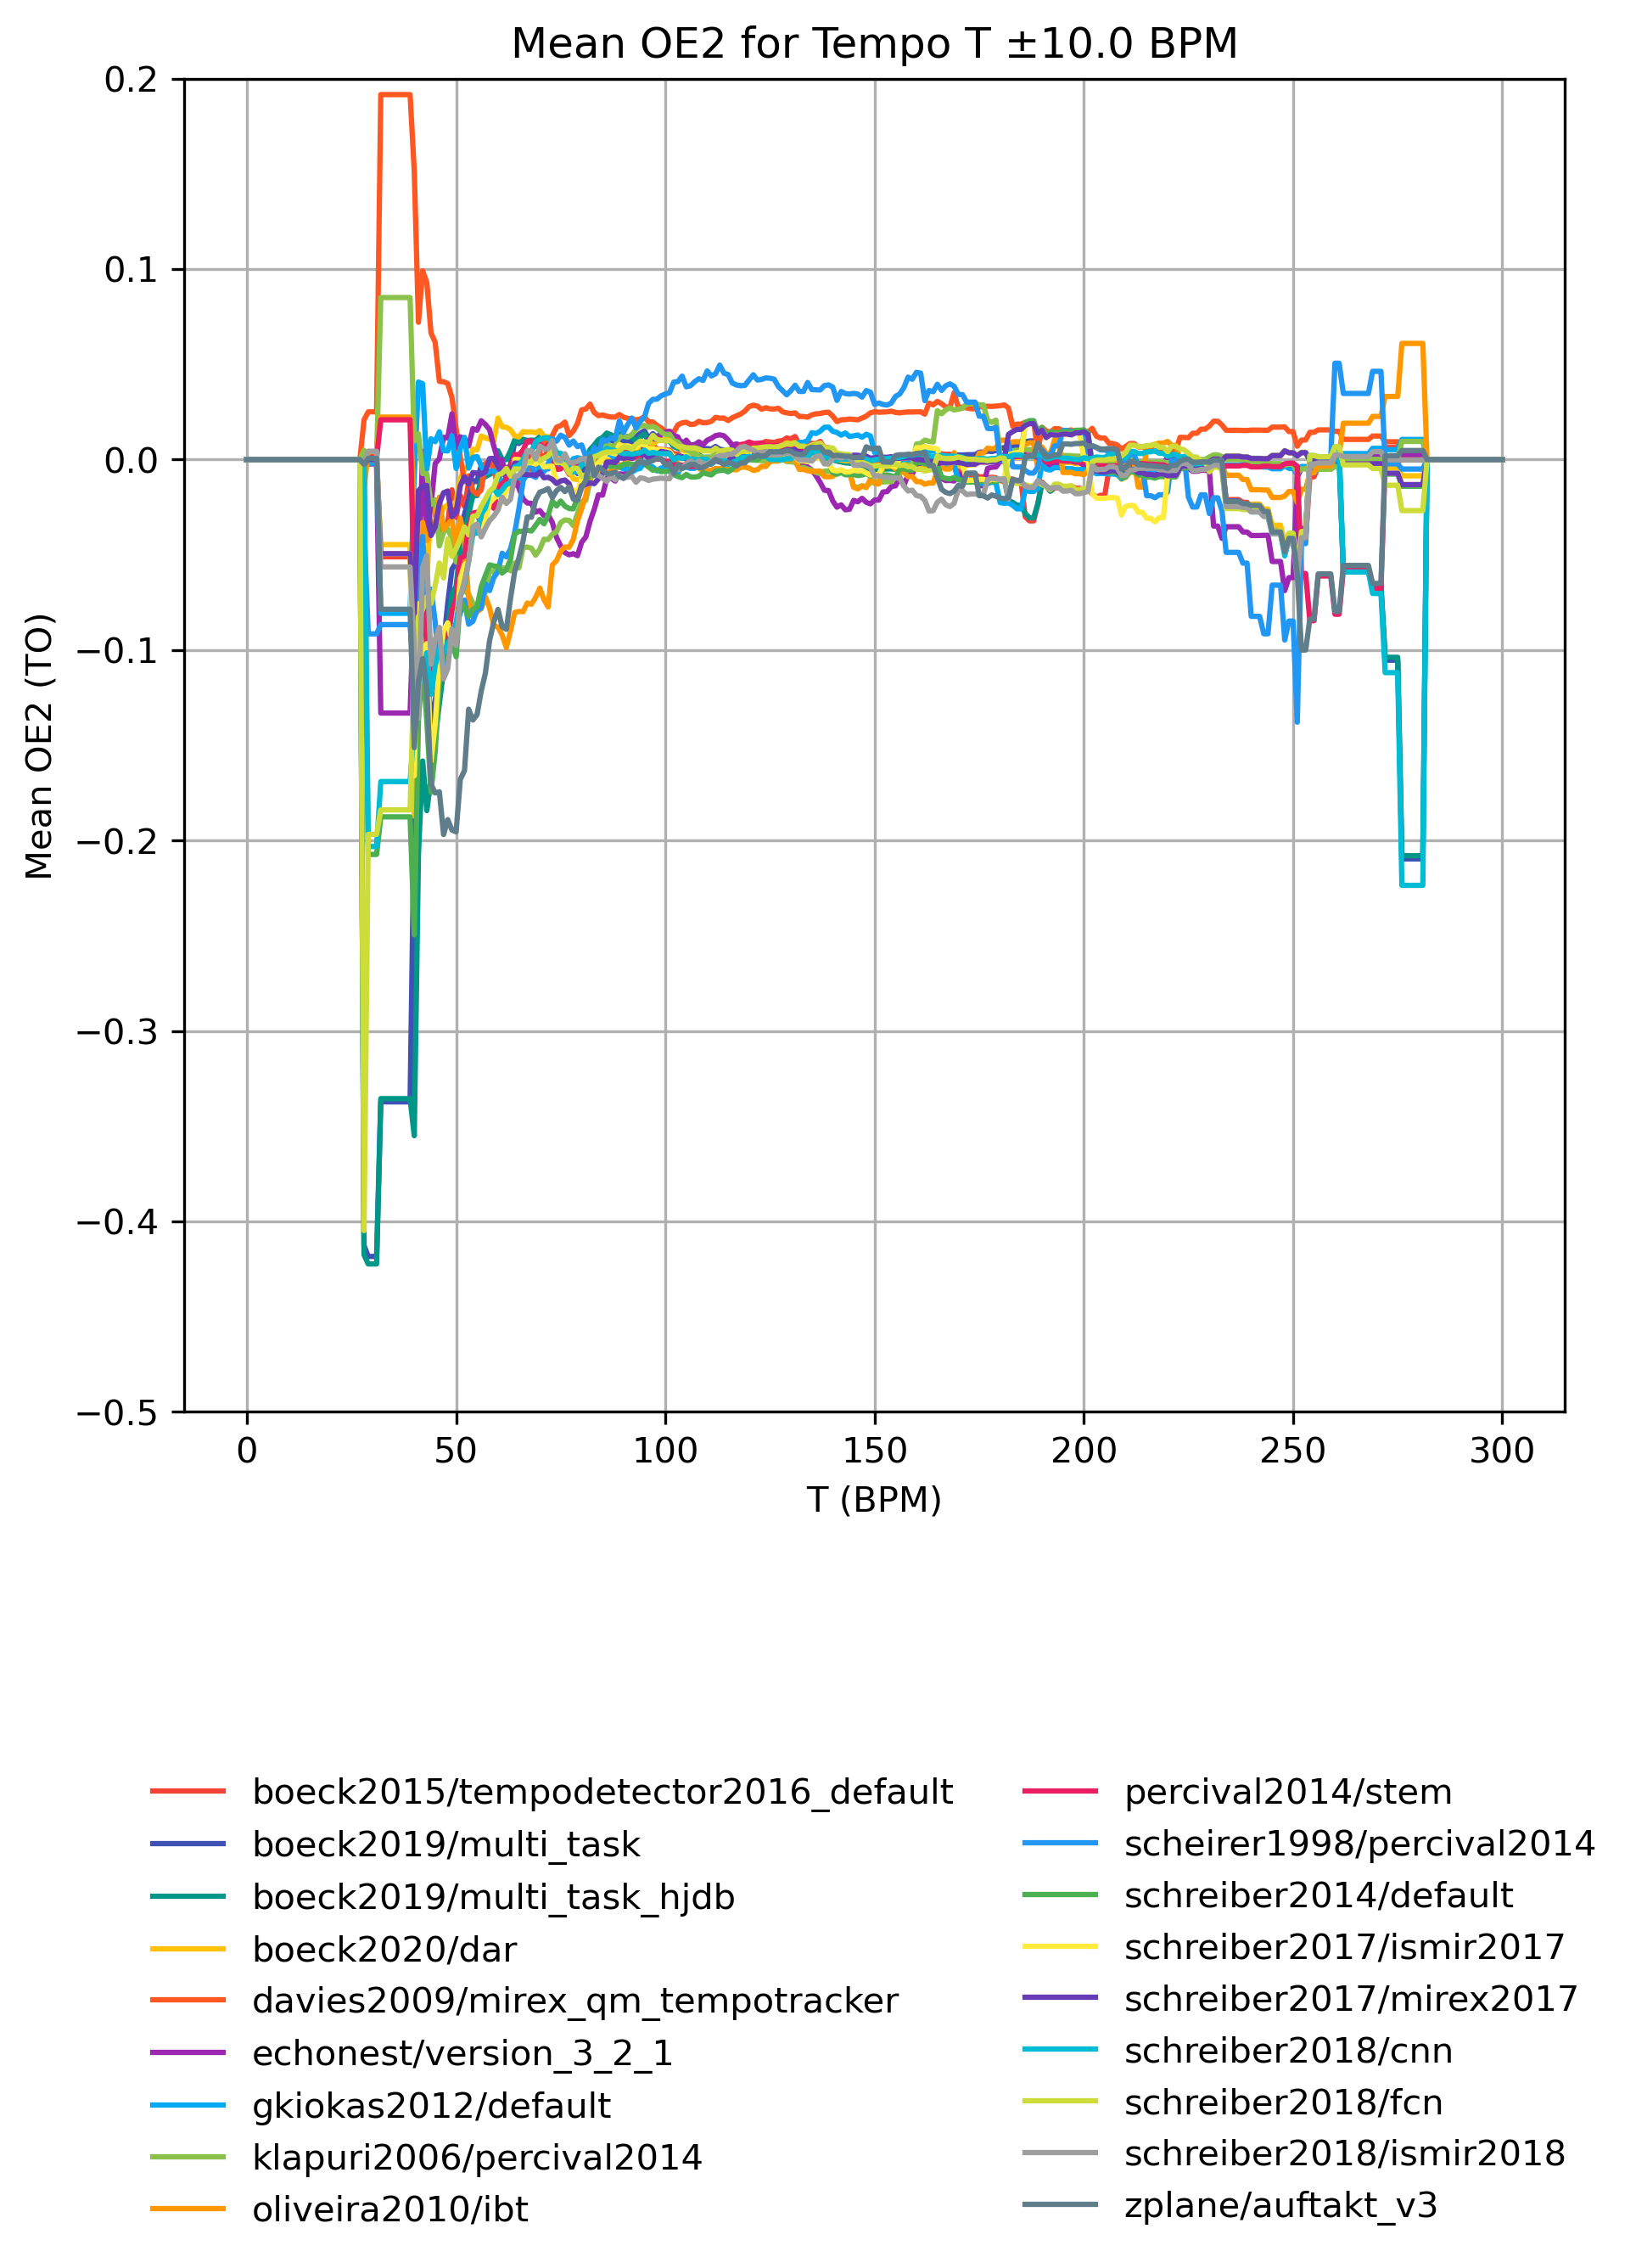 Mean OE2 for Tempo T ±10.0 BPM
0.2
0.1
0.0
−0.1
−0.2
−0.3
−0.4
−0.5
Mean OE2 (TO)
0 50 100 150 200 250 300
T (BPM)
boeck2015/tempodetector2016_default
boeck2019/multi_task
boeck2019/multi_task_hjdb
boeck2020/dar
davies2009/mirex_qm_tempotracker
echonest/version_3_2_1
gkiokas2012/default
klapuri2006/percival2014
oliveira2010/ibt
percival2014/stem
scheirer1998/percival2014
schreiber2014/default
schreiber2017/ismir2017
schreiber2017/mirex2017
schreiber2018/cnn
schreiber2018/fcn
schreiber2018/ismir2018
zplane/auftakt_v3